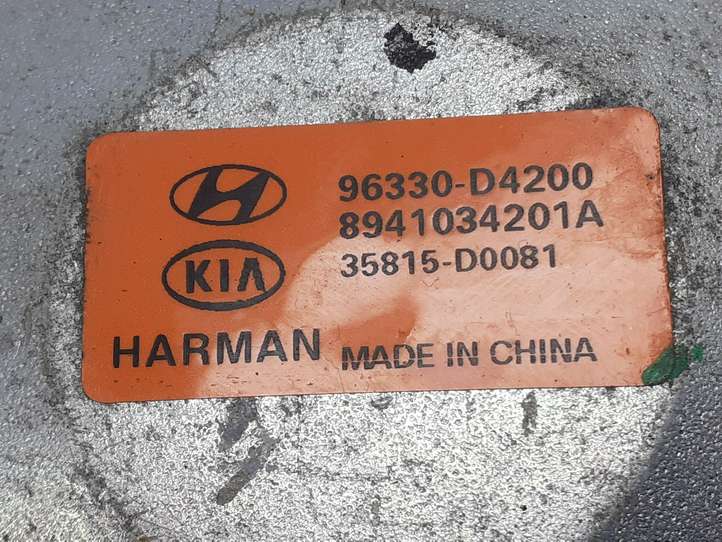 96330-D4200
8941034201A
KIA 35815-D0081
HARMAN MADE IN CHINA